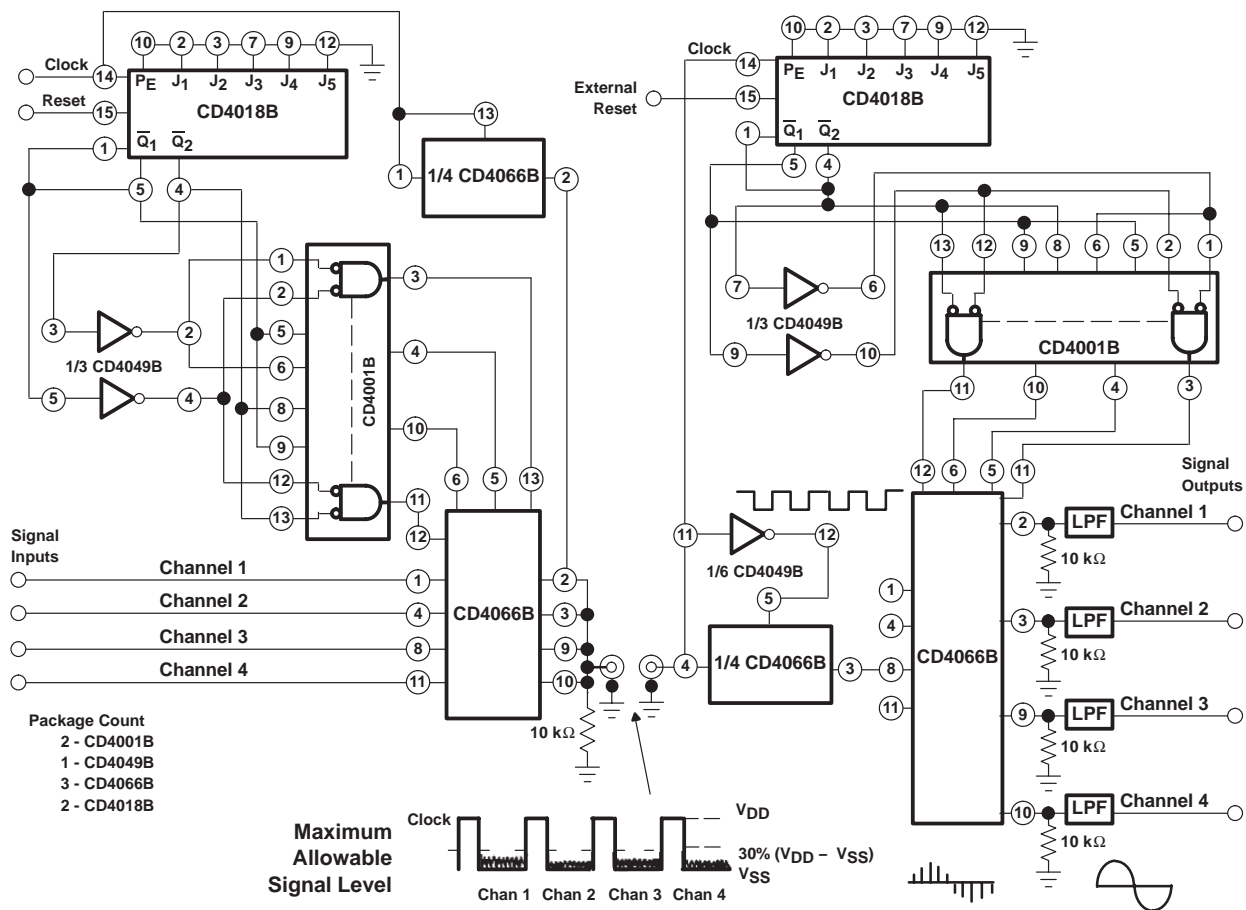 10 2 3 7 9 12
Clock 14 PE J1 J2 J3 J4 J5
Reset 15 CD4018B
1 Q̅1 Q̅2
5 4
13
1 1/4 CD4066B 2
1 3
2
3 2 5
1/3 CD4049B
4
6
CD4001B
5 4 8
10
9
12 6 5 13
11
13 12
Signal
Inputs
Channel 1 1 2
Channel 2 4 3
CD4066B
Channel 3 8 9
Channel 4 11 10
10 kΩ
Package Count
2 - CD4001B
1 - CD4049B
3 - CD4066B
2 - CD4018B
10 2 3 7 9 12
Clock
14 PE J1 J2 J3 J4 J5
External
Reset
15 CD4018B
1 Q̅1 Q̅2
5 4
13 12 9 8 6 5 2 1
7 6
1/3 CD4049B
9 10
CD4001B
11 10 4 3
12 6 5 11
Signal
Outputs
11 12
1/6 CD4049B
5
4 1/4 CD4066B 3
1
4
8
11
CD4066B
2 LPF Channel 1
10 kΩ
3 LPF Channel 2
10 kΩ
9 LPF Channel 3
10 kΩ
10 LPF Channel 4
10 kΩ
Maximum
Allowable
Signal Level
Clock VDD
30% (VDD – VSS)
VSS
Chan 1 Chan 2 Chan 3 Chan 4